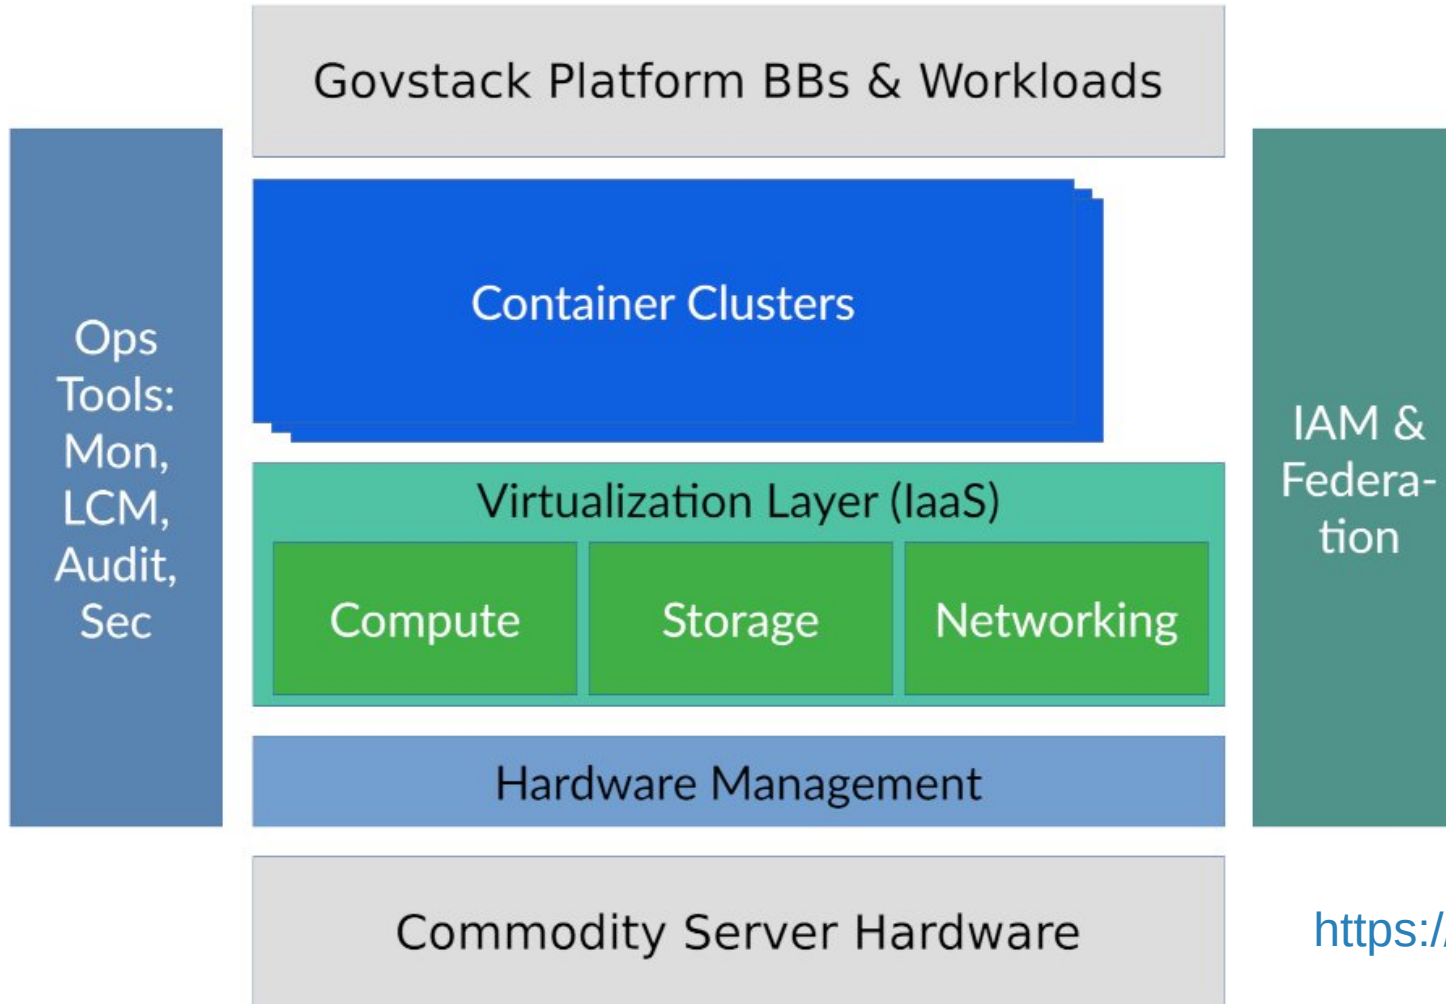 Govstack Platform BBs & Workloads
Ops
Tools:
Mon,
LCM,
Audit,
Sec
Container Clusters
Virtualization Layer (IaaS)
Compute
Storage
Networking
Hardware Management
IAM &
Federa-
tion
Commodity Server Hardware
https:/